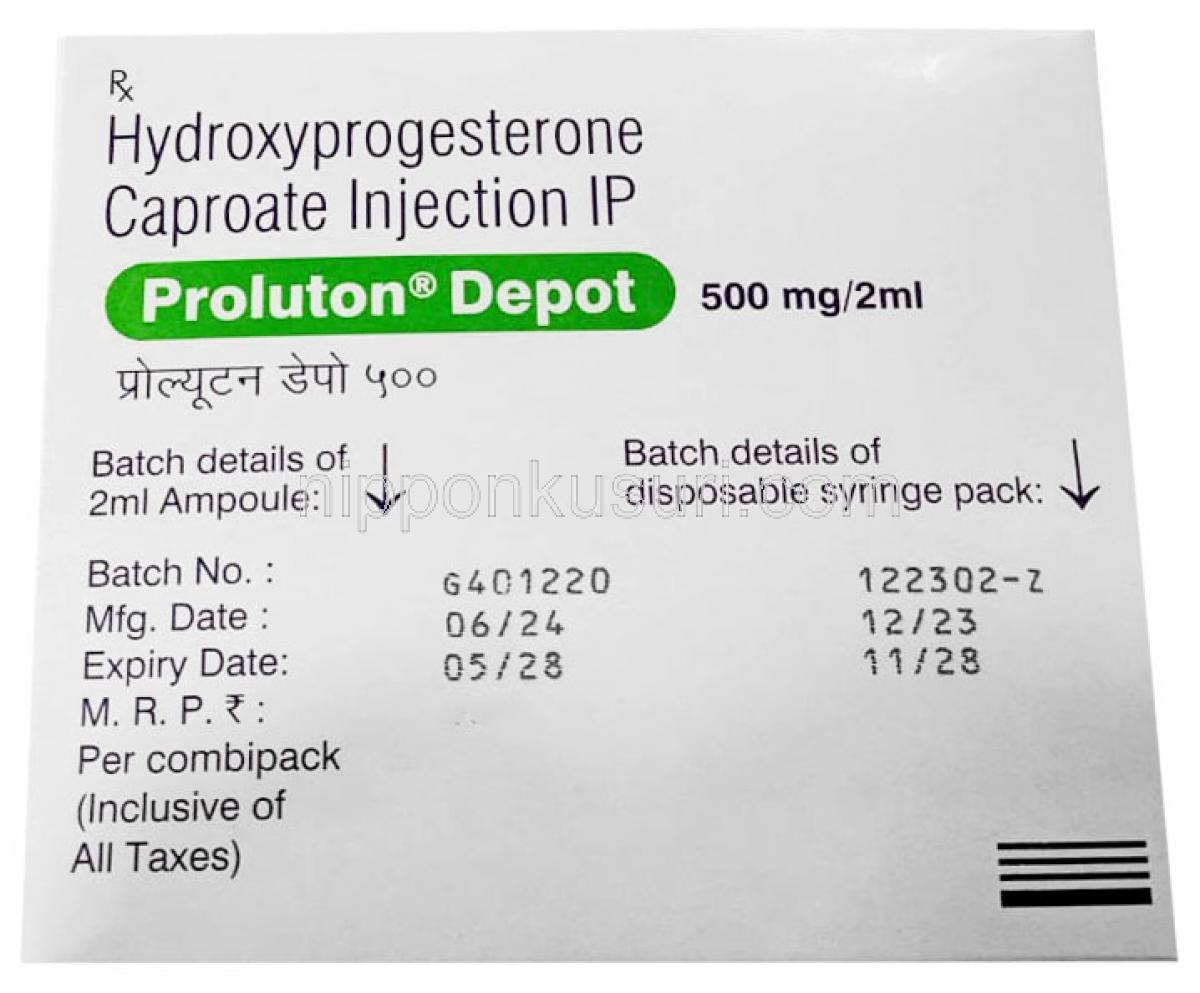 Rx
Hydroxyprogesterone
Caproate Injection IP
Proluton® Depot 500 mg/2ml
प्रोल्यूटन डेपो ५००
Batch details of
2ml Ampoule:
Batch details of
disposable syringe pack:
nipponkusuri.com
Batch No. : G401220 122302-Z
Mfg. Date : 06/24 12/23
Expiry Date: 05/28 11/28
M. R. P. ₹ :
Per combipack
(Inclusive of
All Taxes)